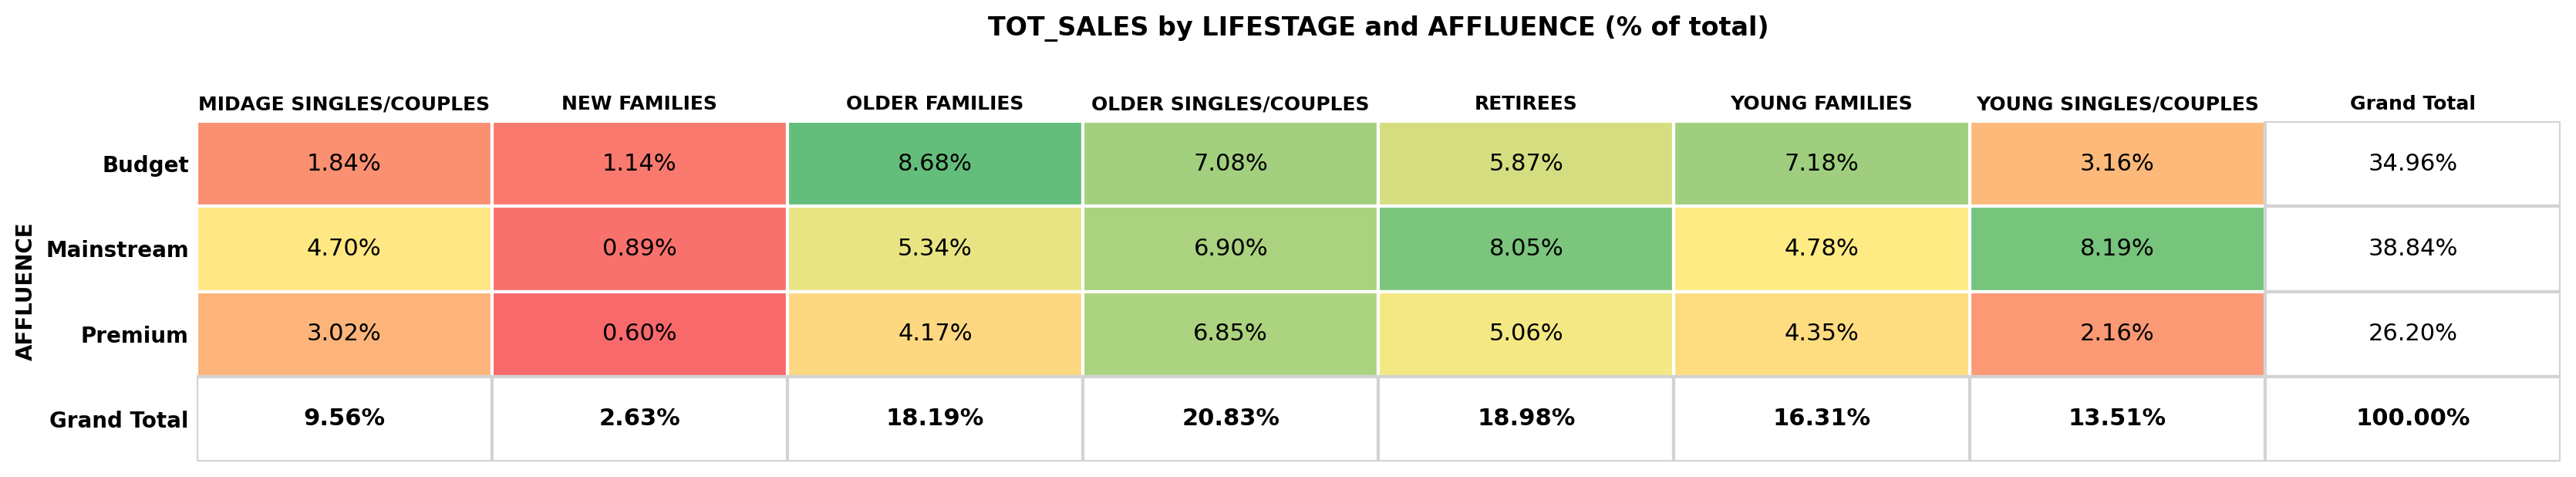 TOT_SALES by LIFESTAGE and AFFLUENCE (% of total)
MIDAGE SINGLES/COUPLES NEW FAMILIES OLDER FAMILIES OLDER SINGLES/COUPLES RETIREES YOUNG FAMILIES YOUNG SINGLES/COUPLES Grand Total
AFFLUENCE
Budget 1.84% 1.14% 8.68% 7.08% 5.87% 7.18% 3.16% 34.96%
Mainstream 4.70% 0.89% 5.34% 6.90% 8.05% 4.78% 8.19% 38.84%
Premium 3.02% 0.60% 4.17% 6.85% 5.06% 4.35% 2.16% 26.20%
Grand Total 9.56% 2.63% 18.19% 20.83% 18.98% 16.31% 13.51% 100.00%